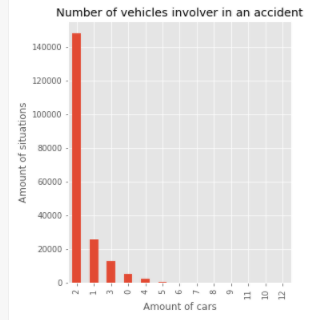 Number of vehicles involver in an accident
Amount of situations
140000
120000
100000
80000
60000
40000
20000
0
2 1 3 0 4 5 6 7 8 9 11 10 12
Amount of cars